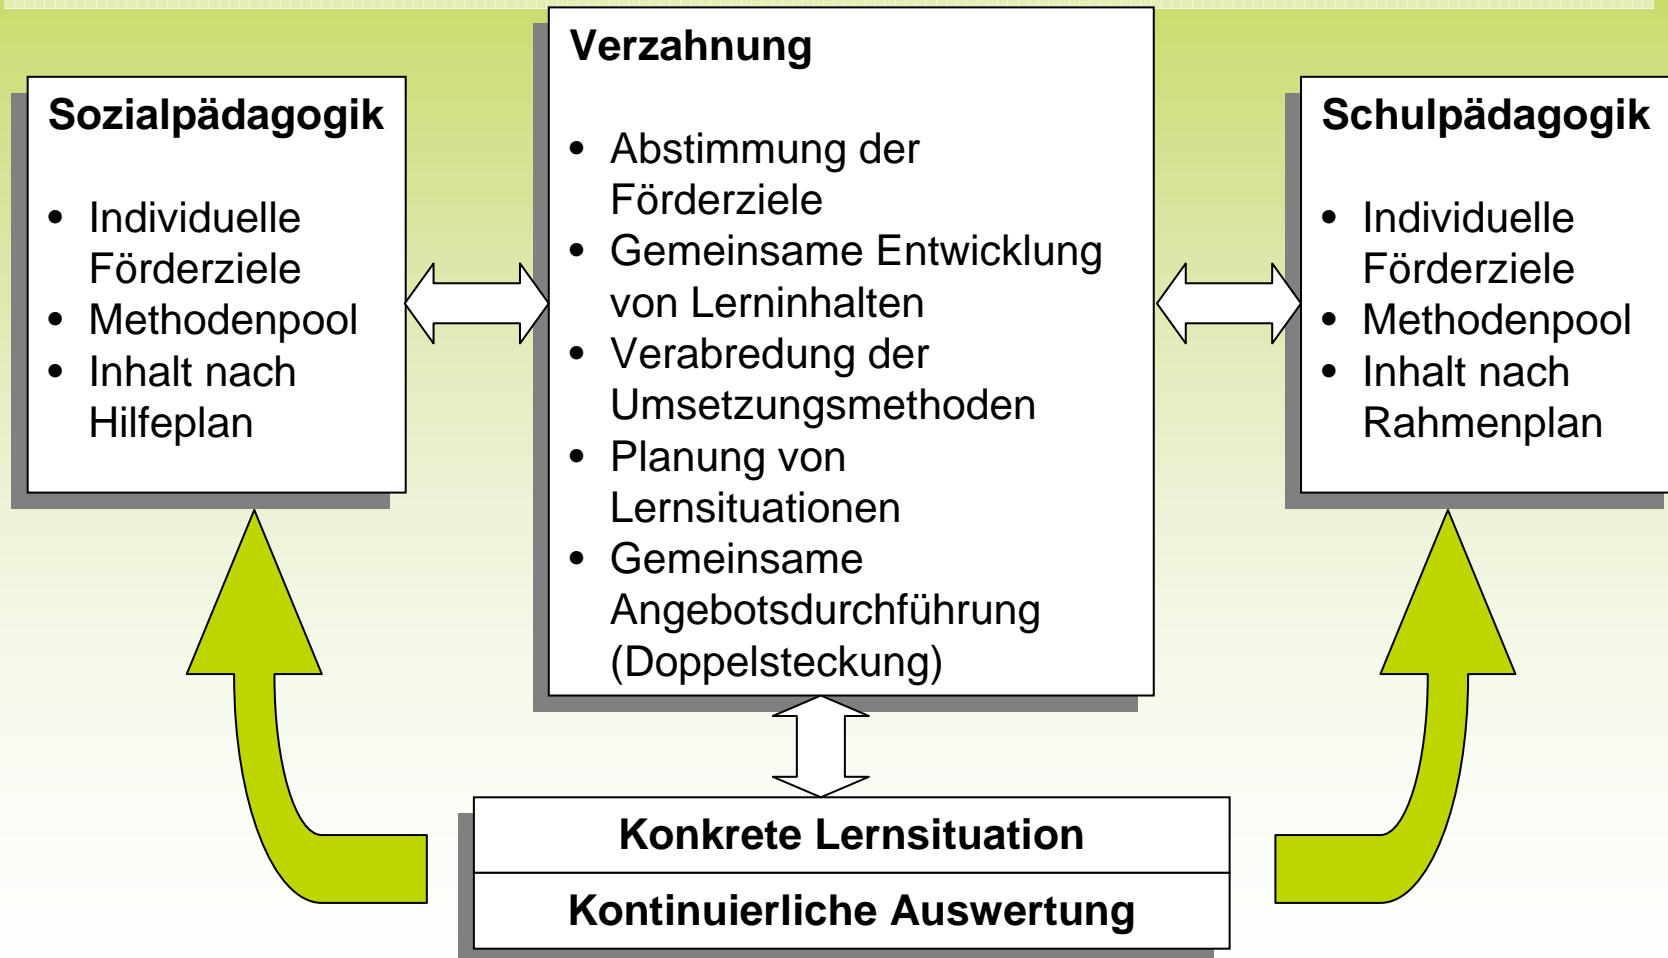 Sozialpädagogik
• Individuelle
Förderziele
• Methodenpool
• Inhalt nach
Hilfeplan
Verzahnung
• Abstimmung der
Förderziele
• Gemeinsame Entwicklung
von Lerninhalten
• Verabredung der
Umsetzungsmethoden
• Planung von
Lernsituationen
• Gemeinsame
Angebotsdurchführung
(Doppelsteckung)
Schulpädagogik
• Individuelle
Förderziele
• Methodenpool
• Inhalt nach
Rahmenplan
Konkrete Lernsituation
Kontinuierliche Auswertung